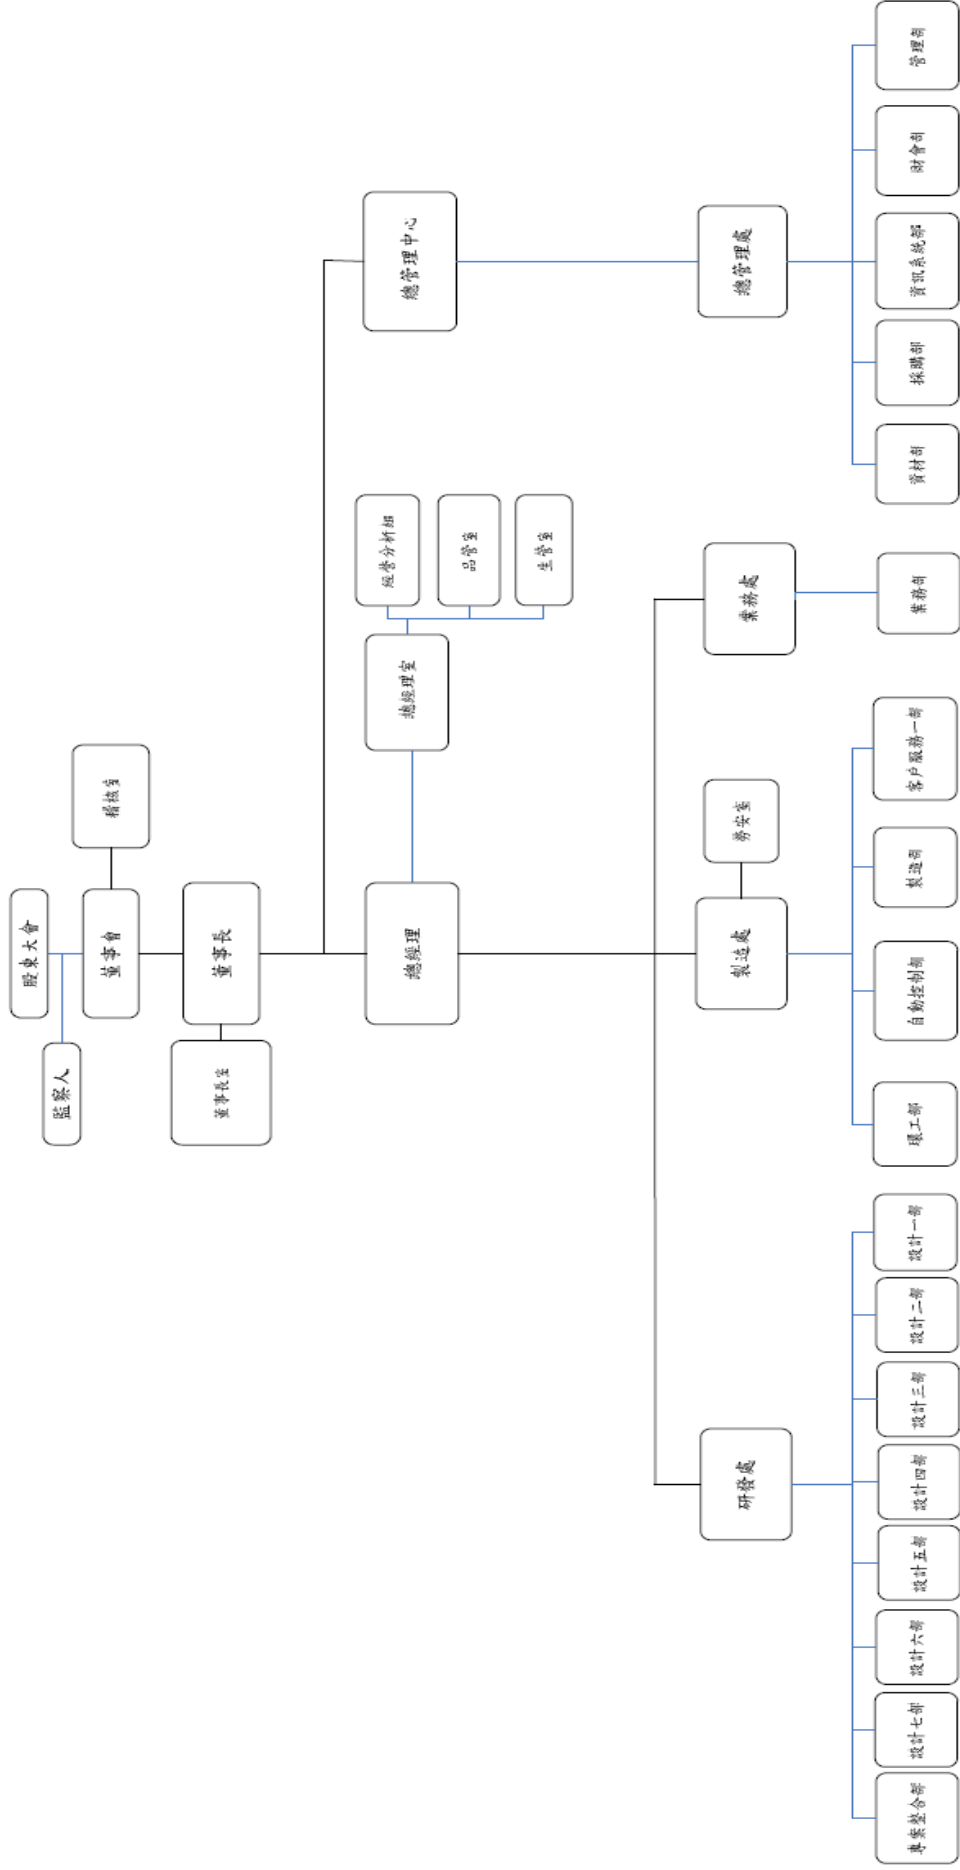 股東大會
監察人
董事會
稽核室
董事長
董事長室
總經理
總經理室
經營分析組
品管室
生管室
總管理中心
研發處
製造處
勞安室
業務處
總管理處
專案整合部
設計七部
設計六部
設計五部
設計四部
設計三部
設計二部
設計一部
環工部
自動控制部
製造部
客戶服務一部
業務部
資材部
採購部
資訊系統部
財會部
管理部